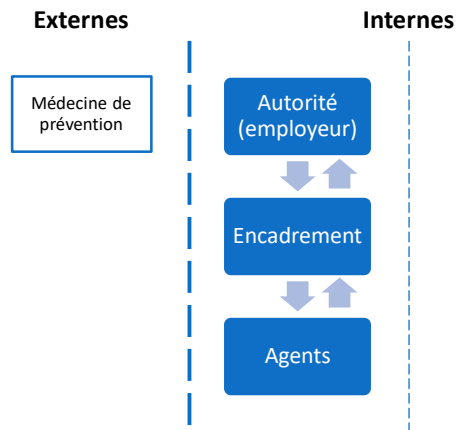 Externes
Internes
Médecine de
prévention
Autorité
(employeur)
Encadrement
Agents